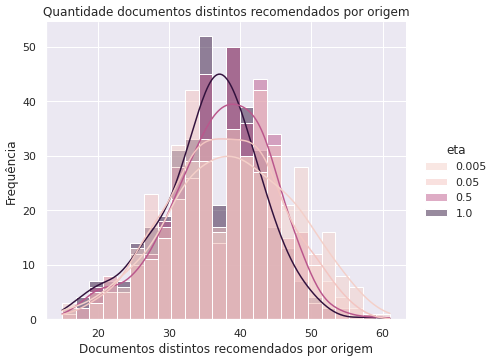 Quantidade documentos distintos recomendados por origem
50
40
30
20
10
0
Frequência
20 30 40 50 60
Documentos distintos recomendados por origem
eta
0.005
0.05
0.5
1.0